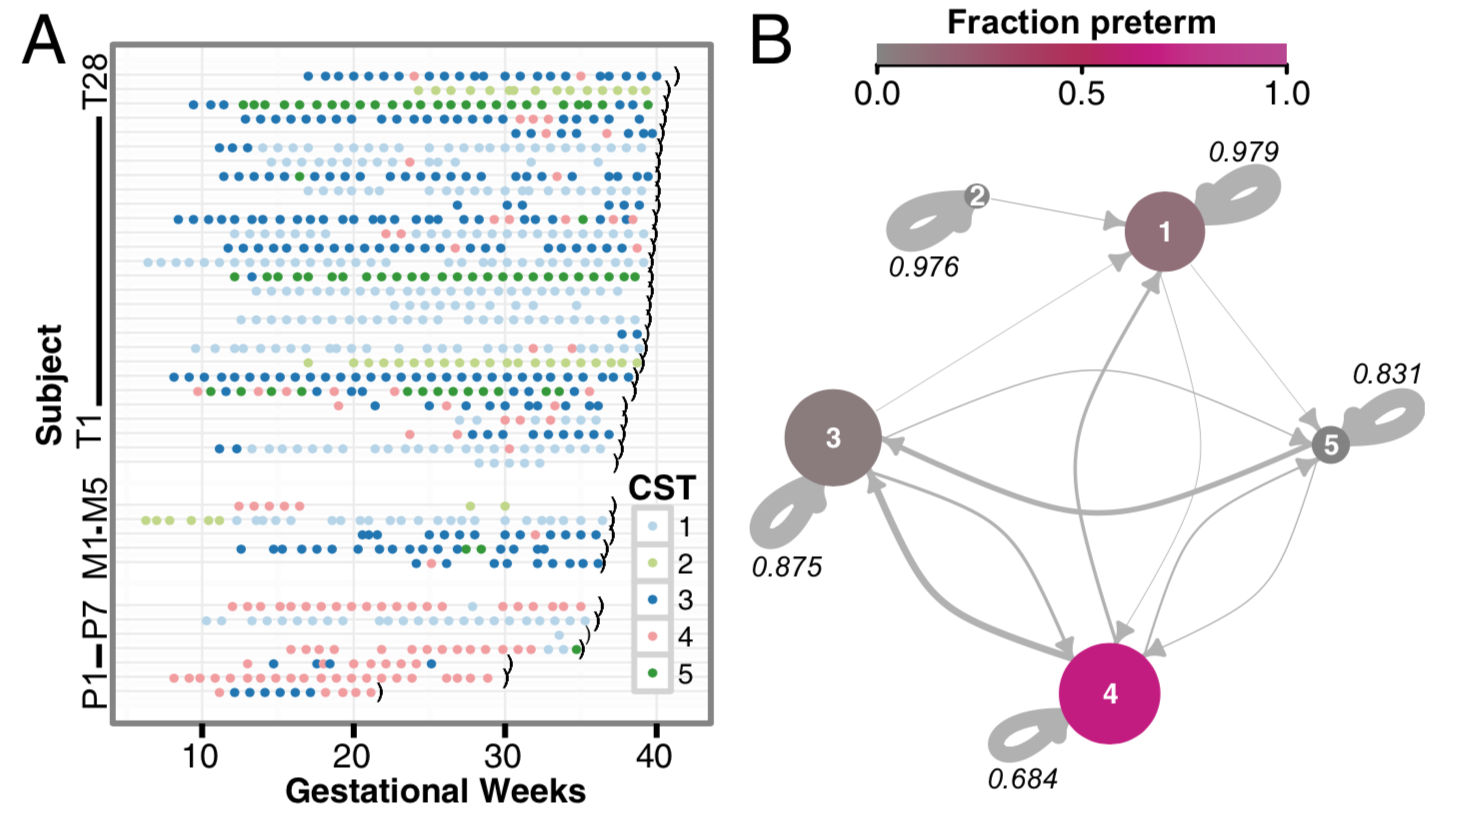 A
Subject
T28
T1
M1-M5
P1–P7
CST
1
2
3
4
5
10 20 30 40
Gestational Weeks
B
Fraction preterm
0.0 0.5 1.0
0.979
2
1
0.976
0.831
3
5
0.875
4
0.684